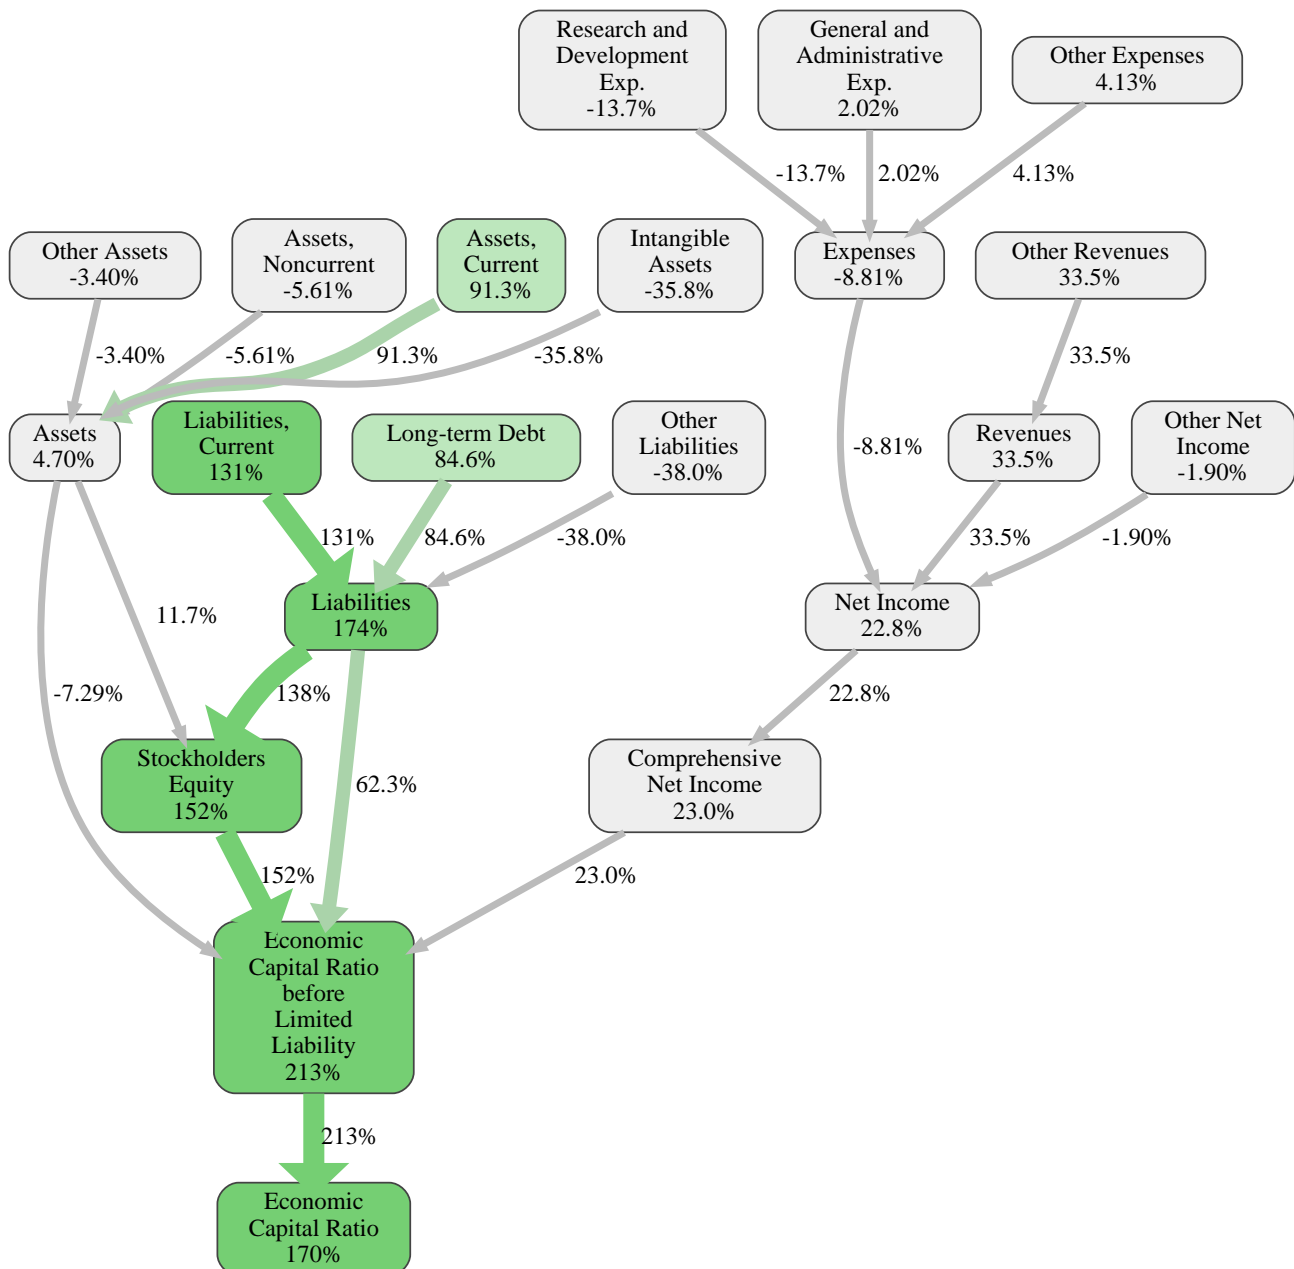 Research and
Development
Exp.
-13.7%
General and
Administrative
Exp.
2.02%
Other Expenses
4.13%
-13.7%
2.02%
4.13%
Other Assets
-3.40%
Assets,
Noncurrent
-5.61%
Assets,
Current
91.3%
Intangible
Assets
-35.8%
Expenses
-8.81%
Other Revenues
33.5%
-3.40%
-5.61%
91.3%
-35.8%
33.5%
Assets
4.70%
Liabilities,
Current
131%
Long-term Debt
84.6%
Other
Liabilities
-38.0%
-8.81%
Revenues
33.5%
Other Net
Income
-1.90%
131%
84.6%
-38.0%
33.5%
-1.90%
11.7%
Liabilities
174%
Net Income
22.8%
-7.29%
138%
22.8%
Stockholders
Equity
152%
62.3%
Comprehensive
Net Income
23.0%
152%
23.0%
Economic
Capital Ratio
before
Limited
Liability
213%
213%
Economic
Capital Ratio
170%